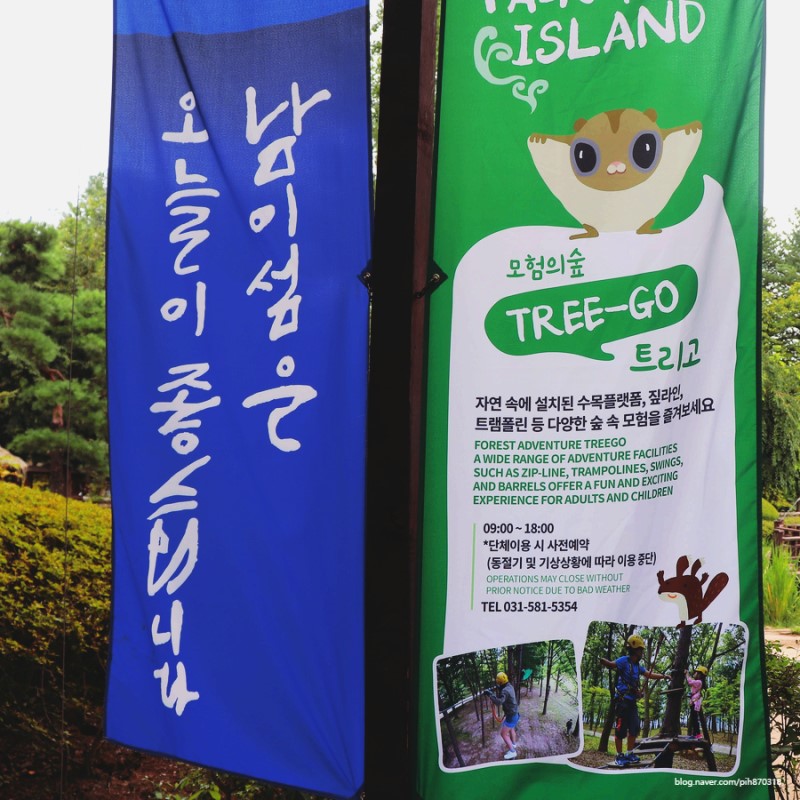 남이섬은
오늘이 좋습니다
ISLAND
모험의숲
TREE-GO
트리고
자연 속에 설치된 수목플랫폼, 짚라인,
트램폴린 등 다양한 숲 속 모험을 즐겨보세요
FOREST ADVENTURE TREEGO
A WIDE RANGE OF ADVENTURE FACILITIES
SUCH AS ZIP-LINE, TRAMPOLINES, SWINGS,
AND BARRELS OFFER A FUN AND EXCITING
EXPERIENCE FOR ADULTS AND CHILDREN
09:00 ~ 18:00
*단체이용 시 사전예약
(동절기 및 기상상황에 따라 이용 중단)
OPERATIONS MAY CLOSE WITHOUT
PRIOR NOTICE DUE TO BAD WEATHER
TEL 031-581-5354
blog.naver.com/pih870318